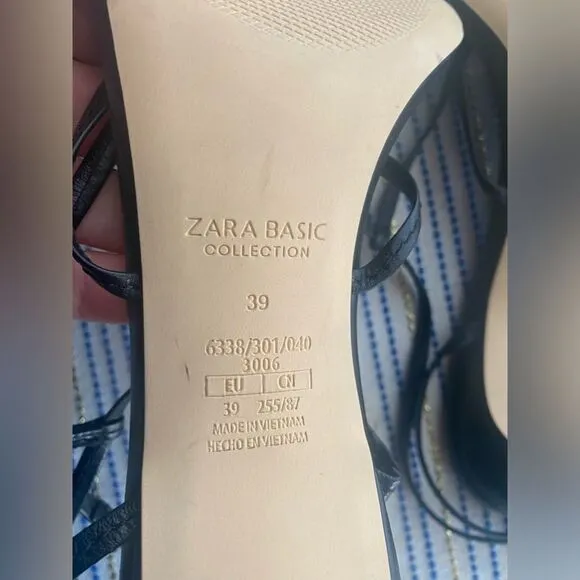 ZARA BASIC
COLLECTION
39
6338/301/040
3006
EU CN
39 255/87
MADE IN VIETNAM
HECHO EN VIETNAM